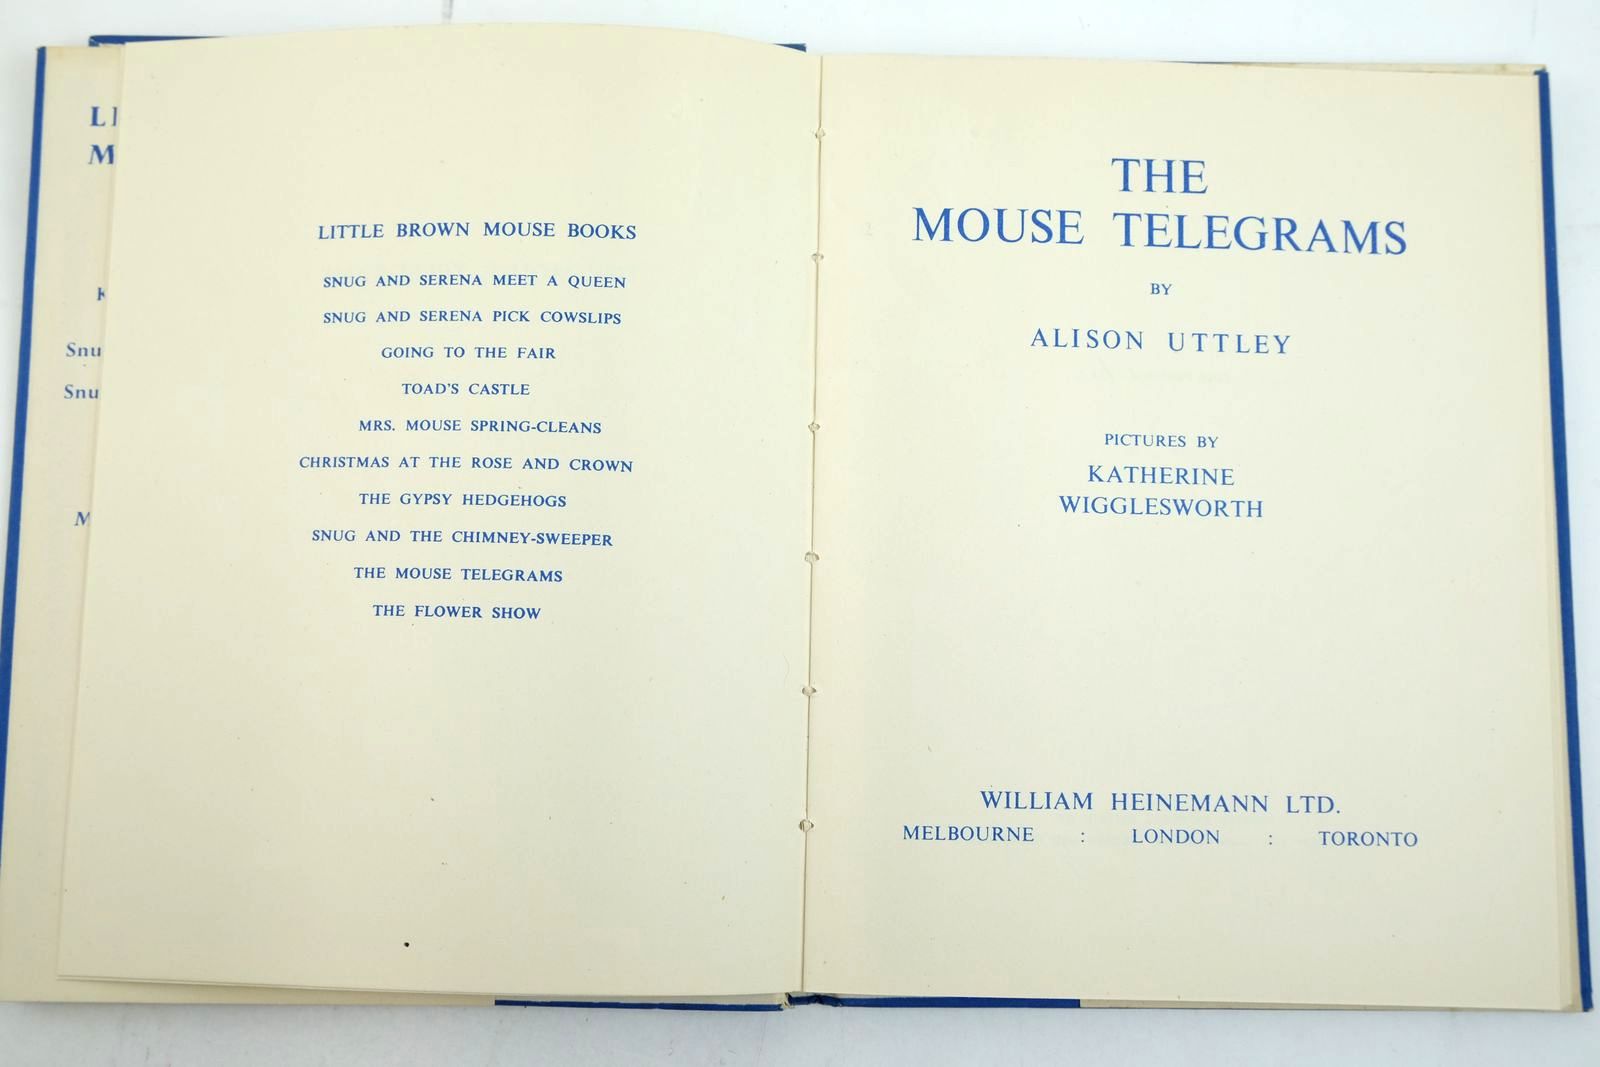 LITTLE BROWN MOUSE BOOKS
SNUG AND SERENA MEET A QUEEN
SNUG AND SERENA PICK COWSLIPS
GOING TO THE FAIR
TOAD'S CASTLE
MRS. MOUSE SPRING-CLEANS
CHRISTMAS AT THE ROSE AND CROWN
THE GYPSY HEDGEHOGS
SNUG AND THE CHIMNEY-SWEEPER
THE MOUSE TELEGRAMS
THE FLOWER SHOW
THE
MOUSE TELEGRAMS
BY
ALISON UTTLEY
PICTURES BY
KATHERINE
WIGGLESWORTH
WILLIAM HEINEMANN LTD.
MELBOURNE : LONDON : TORONTO